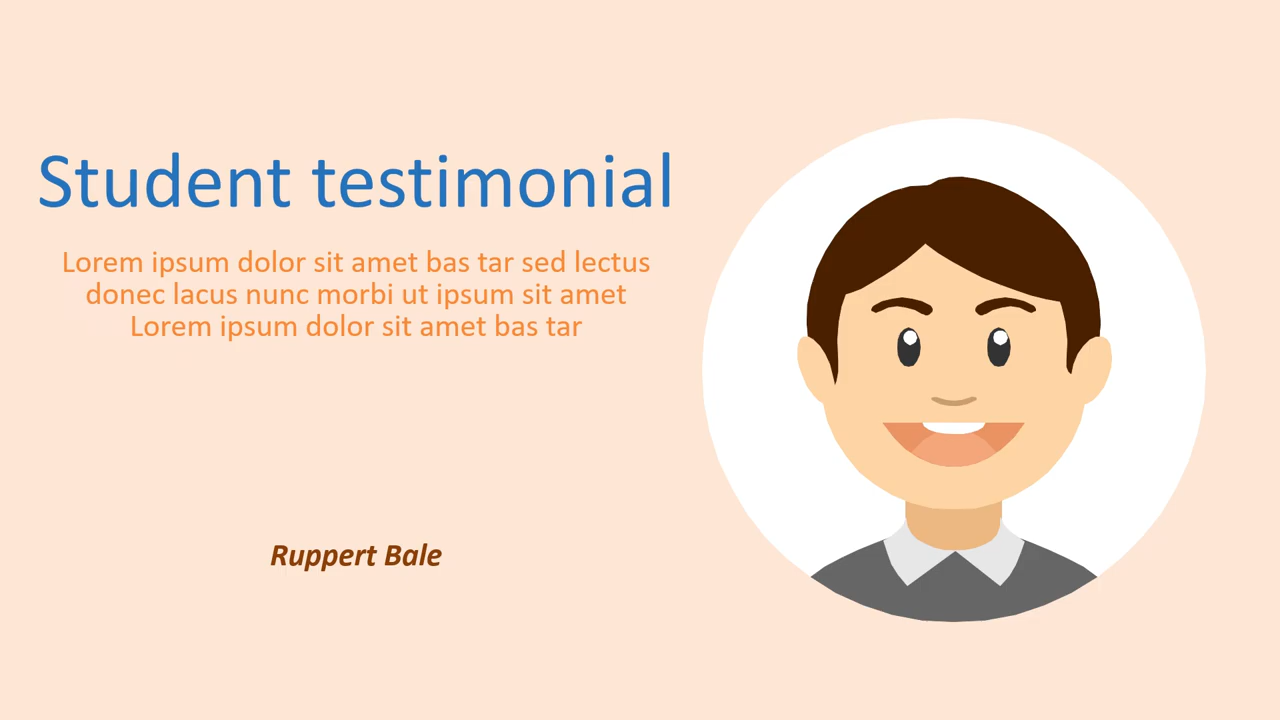 Student testimonial
Lorem ipsum dolor sit amet bas tar sed lectus
donec lacus nunc morbi ut ipsum sit amet
Lorem ipsum dolor sit amet bas tar
Ruppert Bale